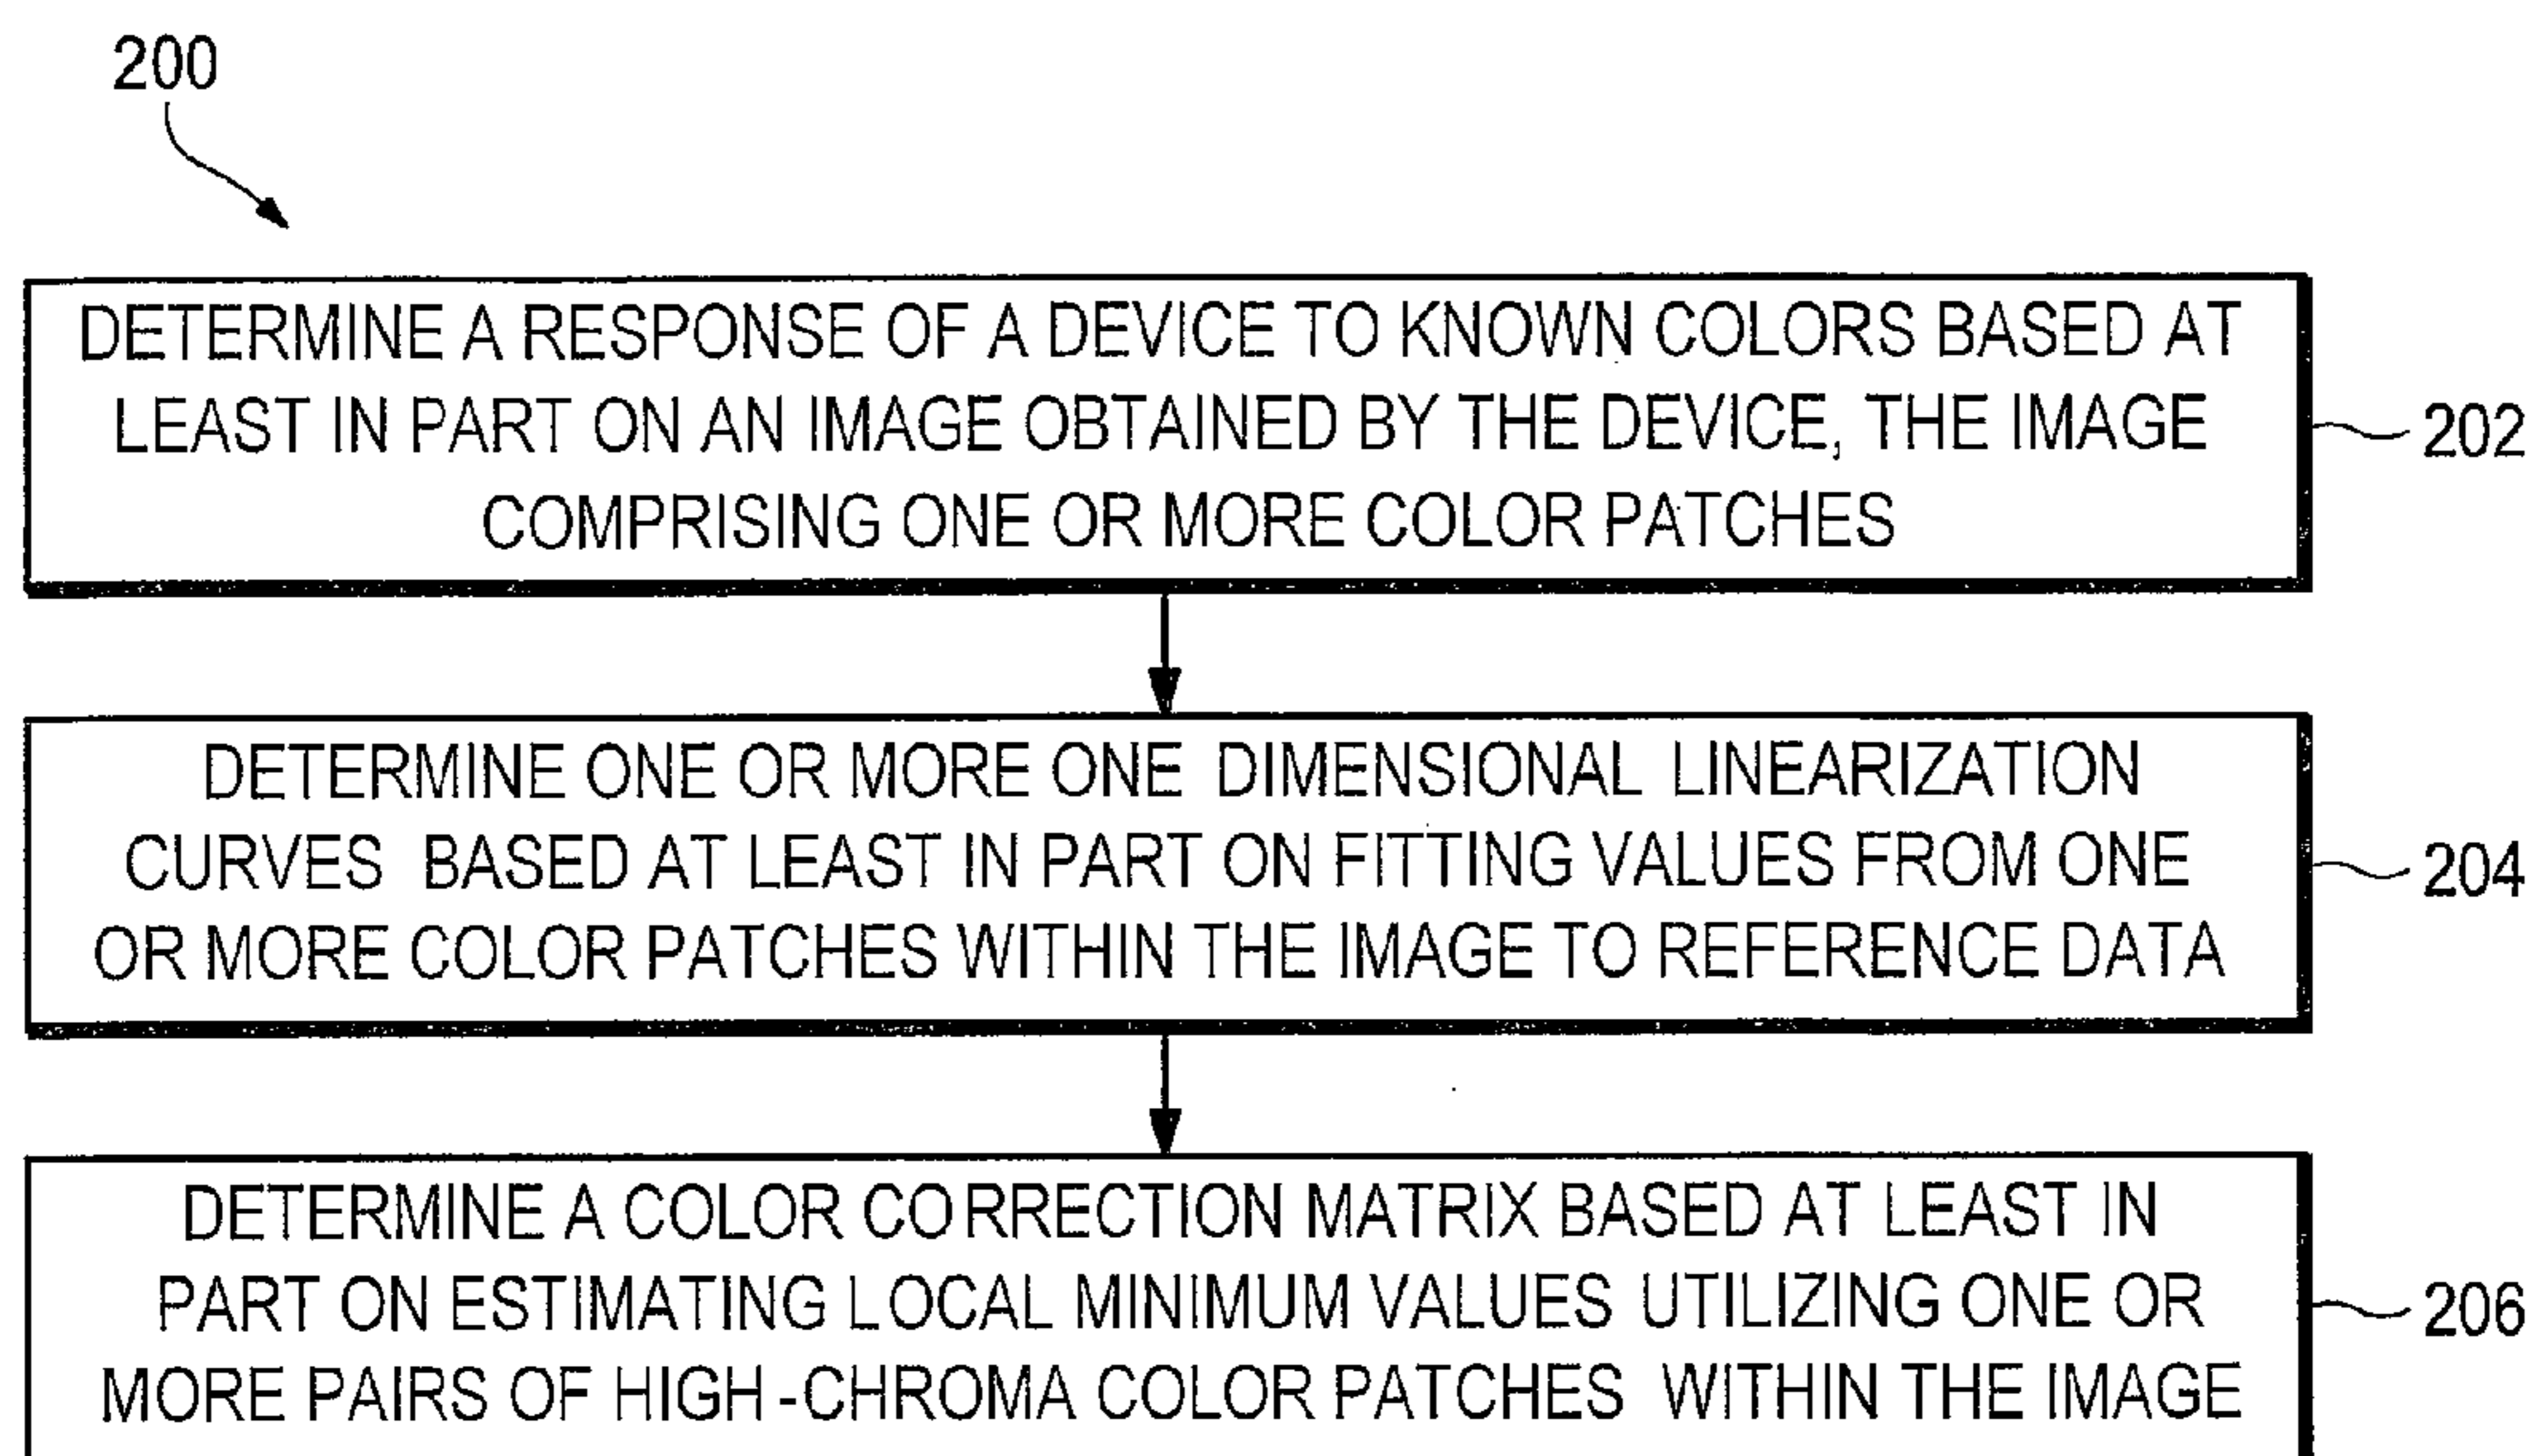 200
DETERMINE A RESPONSE OF A DEVICE TO KNOWN COLORS BASED AT
LEAST IN PART ON AN IMAGE OBTAINED BY THE DEVICE, THE IMAGE
COMPRISING ONE OR MORE COLOR PATCHES
202
DETERMINE ONE OR MORE ONE DIMENSIONAL LINEARIZATION
CURVES BASED AT LEAST IN PART ON FITTING VALUES FROM ONE
OR MORE COLOR PATCHES WITHIN THE IMAGE TO REFERENCE DATA
204
DETERMINE A COLOR CORRECTION MATRIX BASED AT LEAST IN
PART ON ESTIMATING LOCAL MINIMUM VALUES UTILIZING ONE OR
MORE PAIRS OF HIGH-CHROMA COLOR PATCHES WITHIN THE IMAGE
206